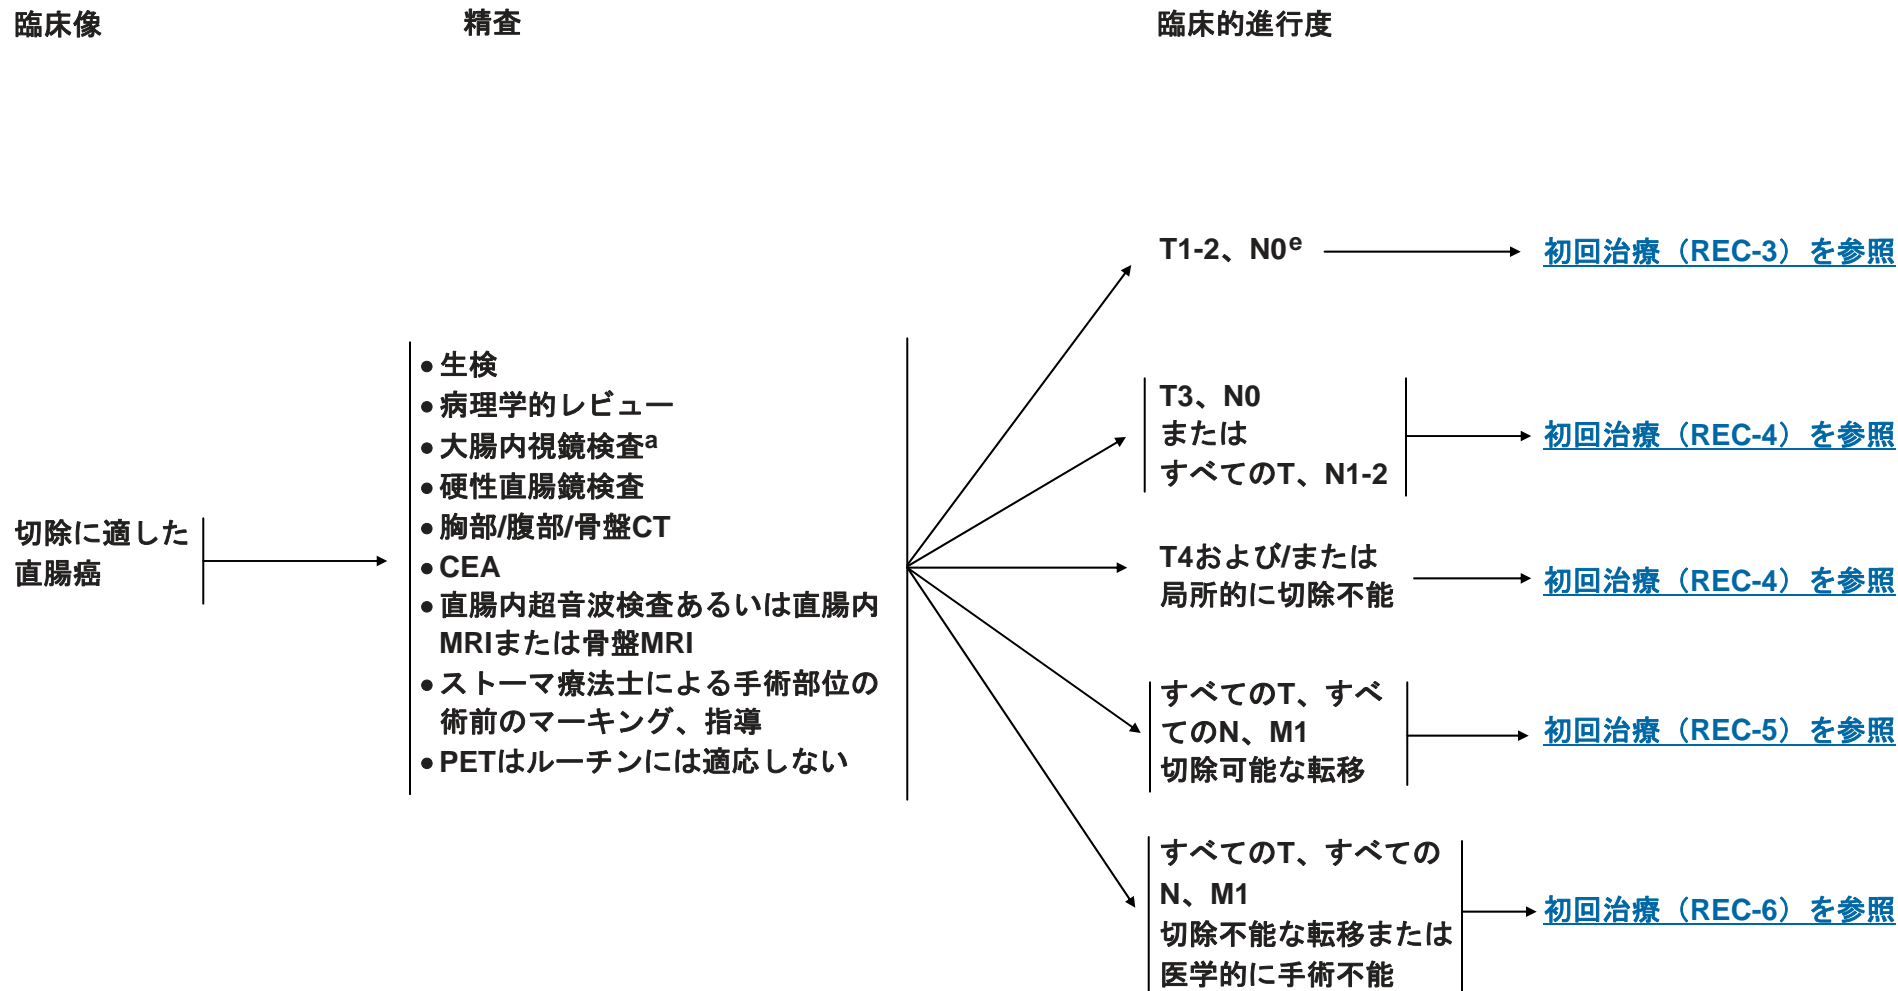 臨床像
精査
臨床的進行度
切除に適した
直腸癌
●生検
●病理学的レビュー
●大腸内視鏡検査a
●硬性直腸鏡検査
●胸部/腹部/骨盤CT
●CEA
●直腸内超音波検査あるいは直腸内
MRIまたは骨盤MRI
●ストーマ療法士による手術部位の
術前のマーキング、指導
●PETはルーチンには適応しない
T1-2、N0e
初回治療（REC-3）を参照
T3、N0
または
すべてのT、N1-2
初回治療（REC-4）を参照
T4および/または
局所的に切除不能
初回治療（REC-4）を参照
すべてのT、すべ
てのN、M1
切除可能な転移
初回治療（REC-5）を参照
すべてのT、すべての
N、M1
切除不能な転移または
医学的に手術不能
初回治療（REC-6）を参照